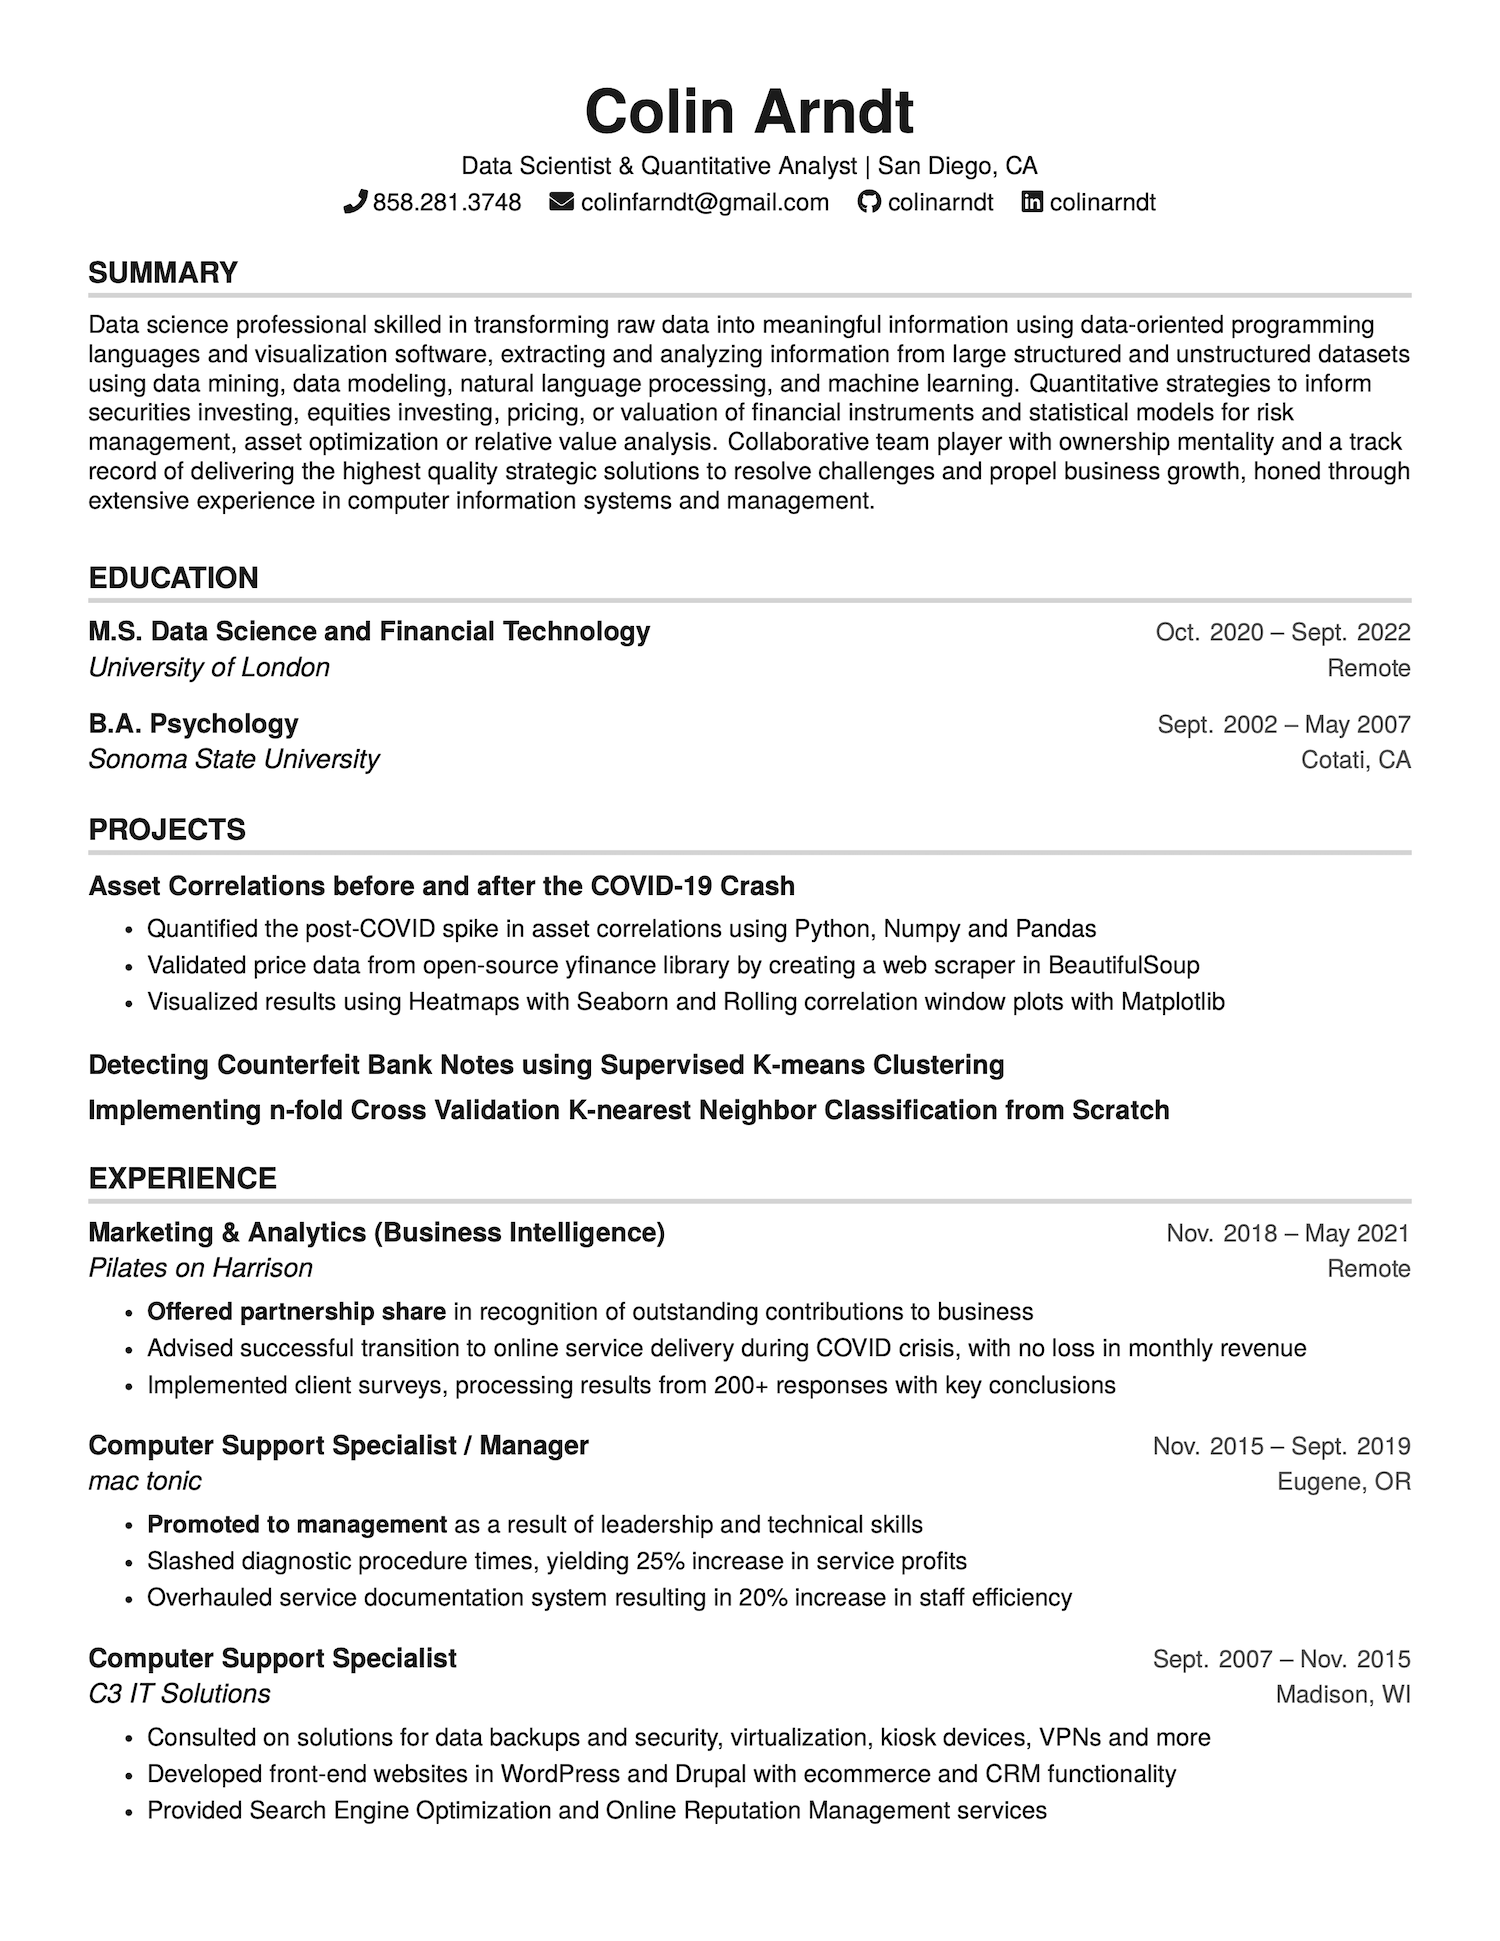 Colin Arndt
Data Scientist & Quantitative Analyst | San Diego, CA
858.281.3748 colinfarndt@gmail.com colinarndt colinarndt
SUMMARY
Data science professional skilled in transforming raw data into meaningful information using data-oriented programming
languages and visualization software, extracting and analyzing information from large structured and unstructured datasets
using data mining, data modeling, natural language processing, and machine learning. Quantitative strategies to inform
securities investing, equities investing, pricing, or valuation of financial instruments and statistical models for risk
management, asset optimization or relative value analysis. Collaborative team player with ownership mentality and a track
record of delivering the highest quality strategic solutions to resolve challenges and propel business growth, honed through
extensive experience in computer information systems and management.
EDUCATION
M.S. Data Science and Financial Technology Oct. 2020 – Sept. 2022
University of London Remote
B.A. Psychology Sept. 2002 – May 2007
Sonoma State University Cotati, CA
PROJECTS
Asset Correlations before and after the COVID-19 Crash
• Quantified the post-COVID spike in asset correlations using Python, Numpy and Pandas
• Validated price data from open-source yfinance library by creating a web scraper in BeautifulSoup
• Visualized results using Heatmaps with Seaborn and Rolling correlation window plots with Matplotlib
Detecting Counterfeit Bank Notes using Supervised K-means Clustering
Implementing n-fold Cross Validation K-nearest Neighbor Classification from Scratch
EXPERIENCE
Marketing & Analytics (Business Intelligence) Nov. 2018 – May 2021
Pilates on Harrison Remote
• Offered partnership share in recognition of outstanding contributions to business
• Advised successful transition to online service delivery during COVID crisis, with no loss in monthly revenue
• Implemented client surveys, processing results from 200+ responses with key conclusions
Computer Support Specialist / Manager Nov. 2015 – Sept. 2019
mac tonic Eugene, OR
• Promoted to management as a result of leadership and technical skills
• Slashed diagnostic procedure times, yielding 25% increase in service profits
• Overhauled service documentation system resulting in 20% increase in staff efficiency
Computer Support Specialist Sept. 2007 – Nov. 2015
C3 IT Solutions Madison, WI
• Consulted on solutions for data backups and security, virtualization, kiosk devices, VPNs and more
• Developed front-end websites in WordPress and Drupal with ecommerce and CRM functionality
• Provided Search Engine Optimization and Online Reputation Management services